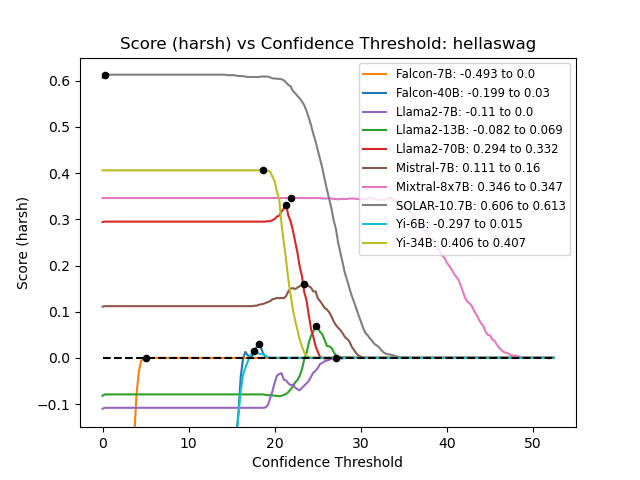 Score (harsh) vs Confidence Threshold: hellaswag
Falcon-7B: -0.493 to 0.0
Falcon-40B: -0.199 to 0.03
Llama2-7B: -0.11 to 0.0
Llama2-13B: -0.082 to 0.069
Llama2-70B: 0.294 to 0.332
Mistral-7B: 0.111 to 0.16
Mixtral-8x7B: 0.346 to 0.347
SOLAR-10.7B: 0.606 to 0.613
Yi-6B: -0.297 to 0.015
Yi-34B: 0.406 to 0.407
Score (harsh)
0.6
0.5
0.4
0.3
0.2
0.1
0.0
−0.1
0 10 20 30 40 50
Confidence Threshold